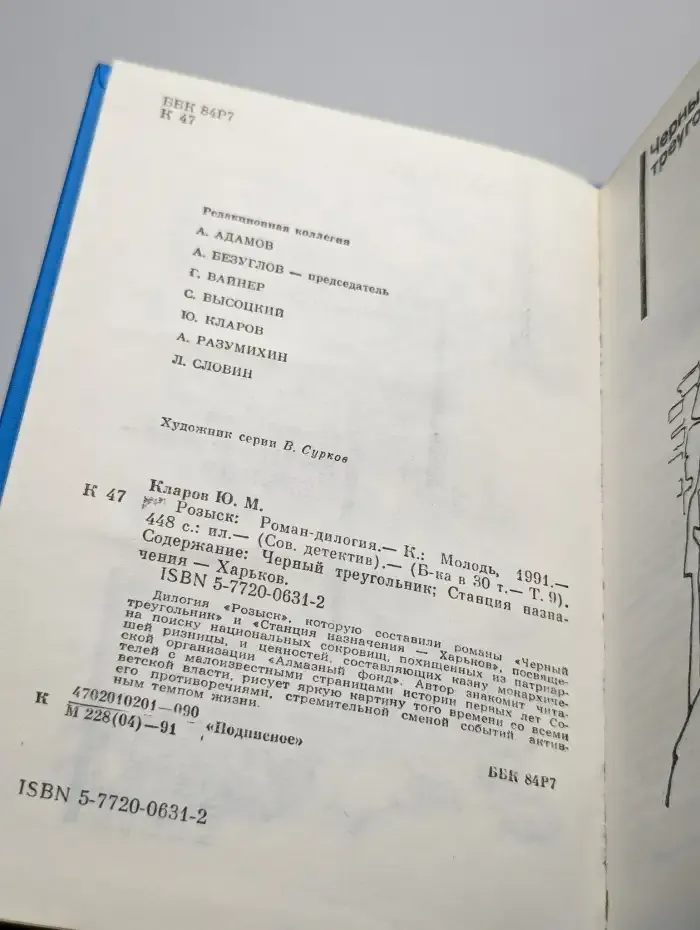 ББК 84Р7
К 47
Редакционная коллегия
А. АДАМОВ
А. БЕЗУГЛОВ — председатель
Г. ВАЙНЕР
С. ВЫСОЦКИЙ
Ю. КЛАРОВ
А. РАЗУМИХИН
Л. СЛОВИН
Художник серии В. Сурков
Кларов Ю. М.
К 47 Розыск: Роман-дилогия.— К.: Молодь, 1991.—
448 с.: ил.— (Сов. детектив).— (Б-ка в 30 т.— Т. 9).
Содержание: Черный треугольник; Станция назна-
чения — Харьков.
ISBN 5-7720-0631-2
Дилогия «Розыск», которую составили романы «Черный
треугольник» и «Станция назначения — Харьков», посвяще-
на поиску национальных сокровищ, похищенных из патриар-
шей ризницы, и ценностей, составляющих казну монархиче-
ской организации «Алмазный фонд». Автор знакомит чита-
телей с малоизвестными страницами истории первых лет Со-
ветской власти, рисует яркую картину того времени со всеми
его противоречиями, стремительной сменой событий актив-
ным темпом жизни.
К 4702010201—090
М 228(04)—91 «Подписное»
ББК 84Р7
ISBN 5-7720-0631-2